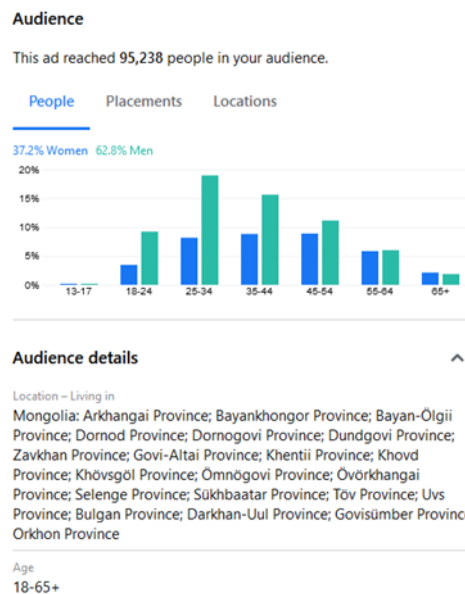 Audience
This ad reached 95,238 people in your audience.
People Placements Locations
37.2% Women 62.8% Men
20%
15%
10%
5%
0%
13-17 18-24 25-34 35-44 45-54 55-64 65+
Audience details
Location – Living in
Mongolia: Arkhangai Province; Bayankhongor Province; Bayan-Ölgii
Province; Dornod Province; Dornogovi Province; Dundgovi Province;
Zavkhan Province; Govi-Altai Province; Khentii Province; Khovd
Province; Khövsgöl Province; Ömnögovi Province; Övörkhangai
Province; Selenge Province; Sükhbaatar Province; Töv Province; Uvs
Province; Bulgan Province; Darkhan-Uul Province; Govisümber Provinc
Orkhon Province
Age
18-65+